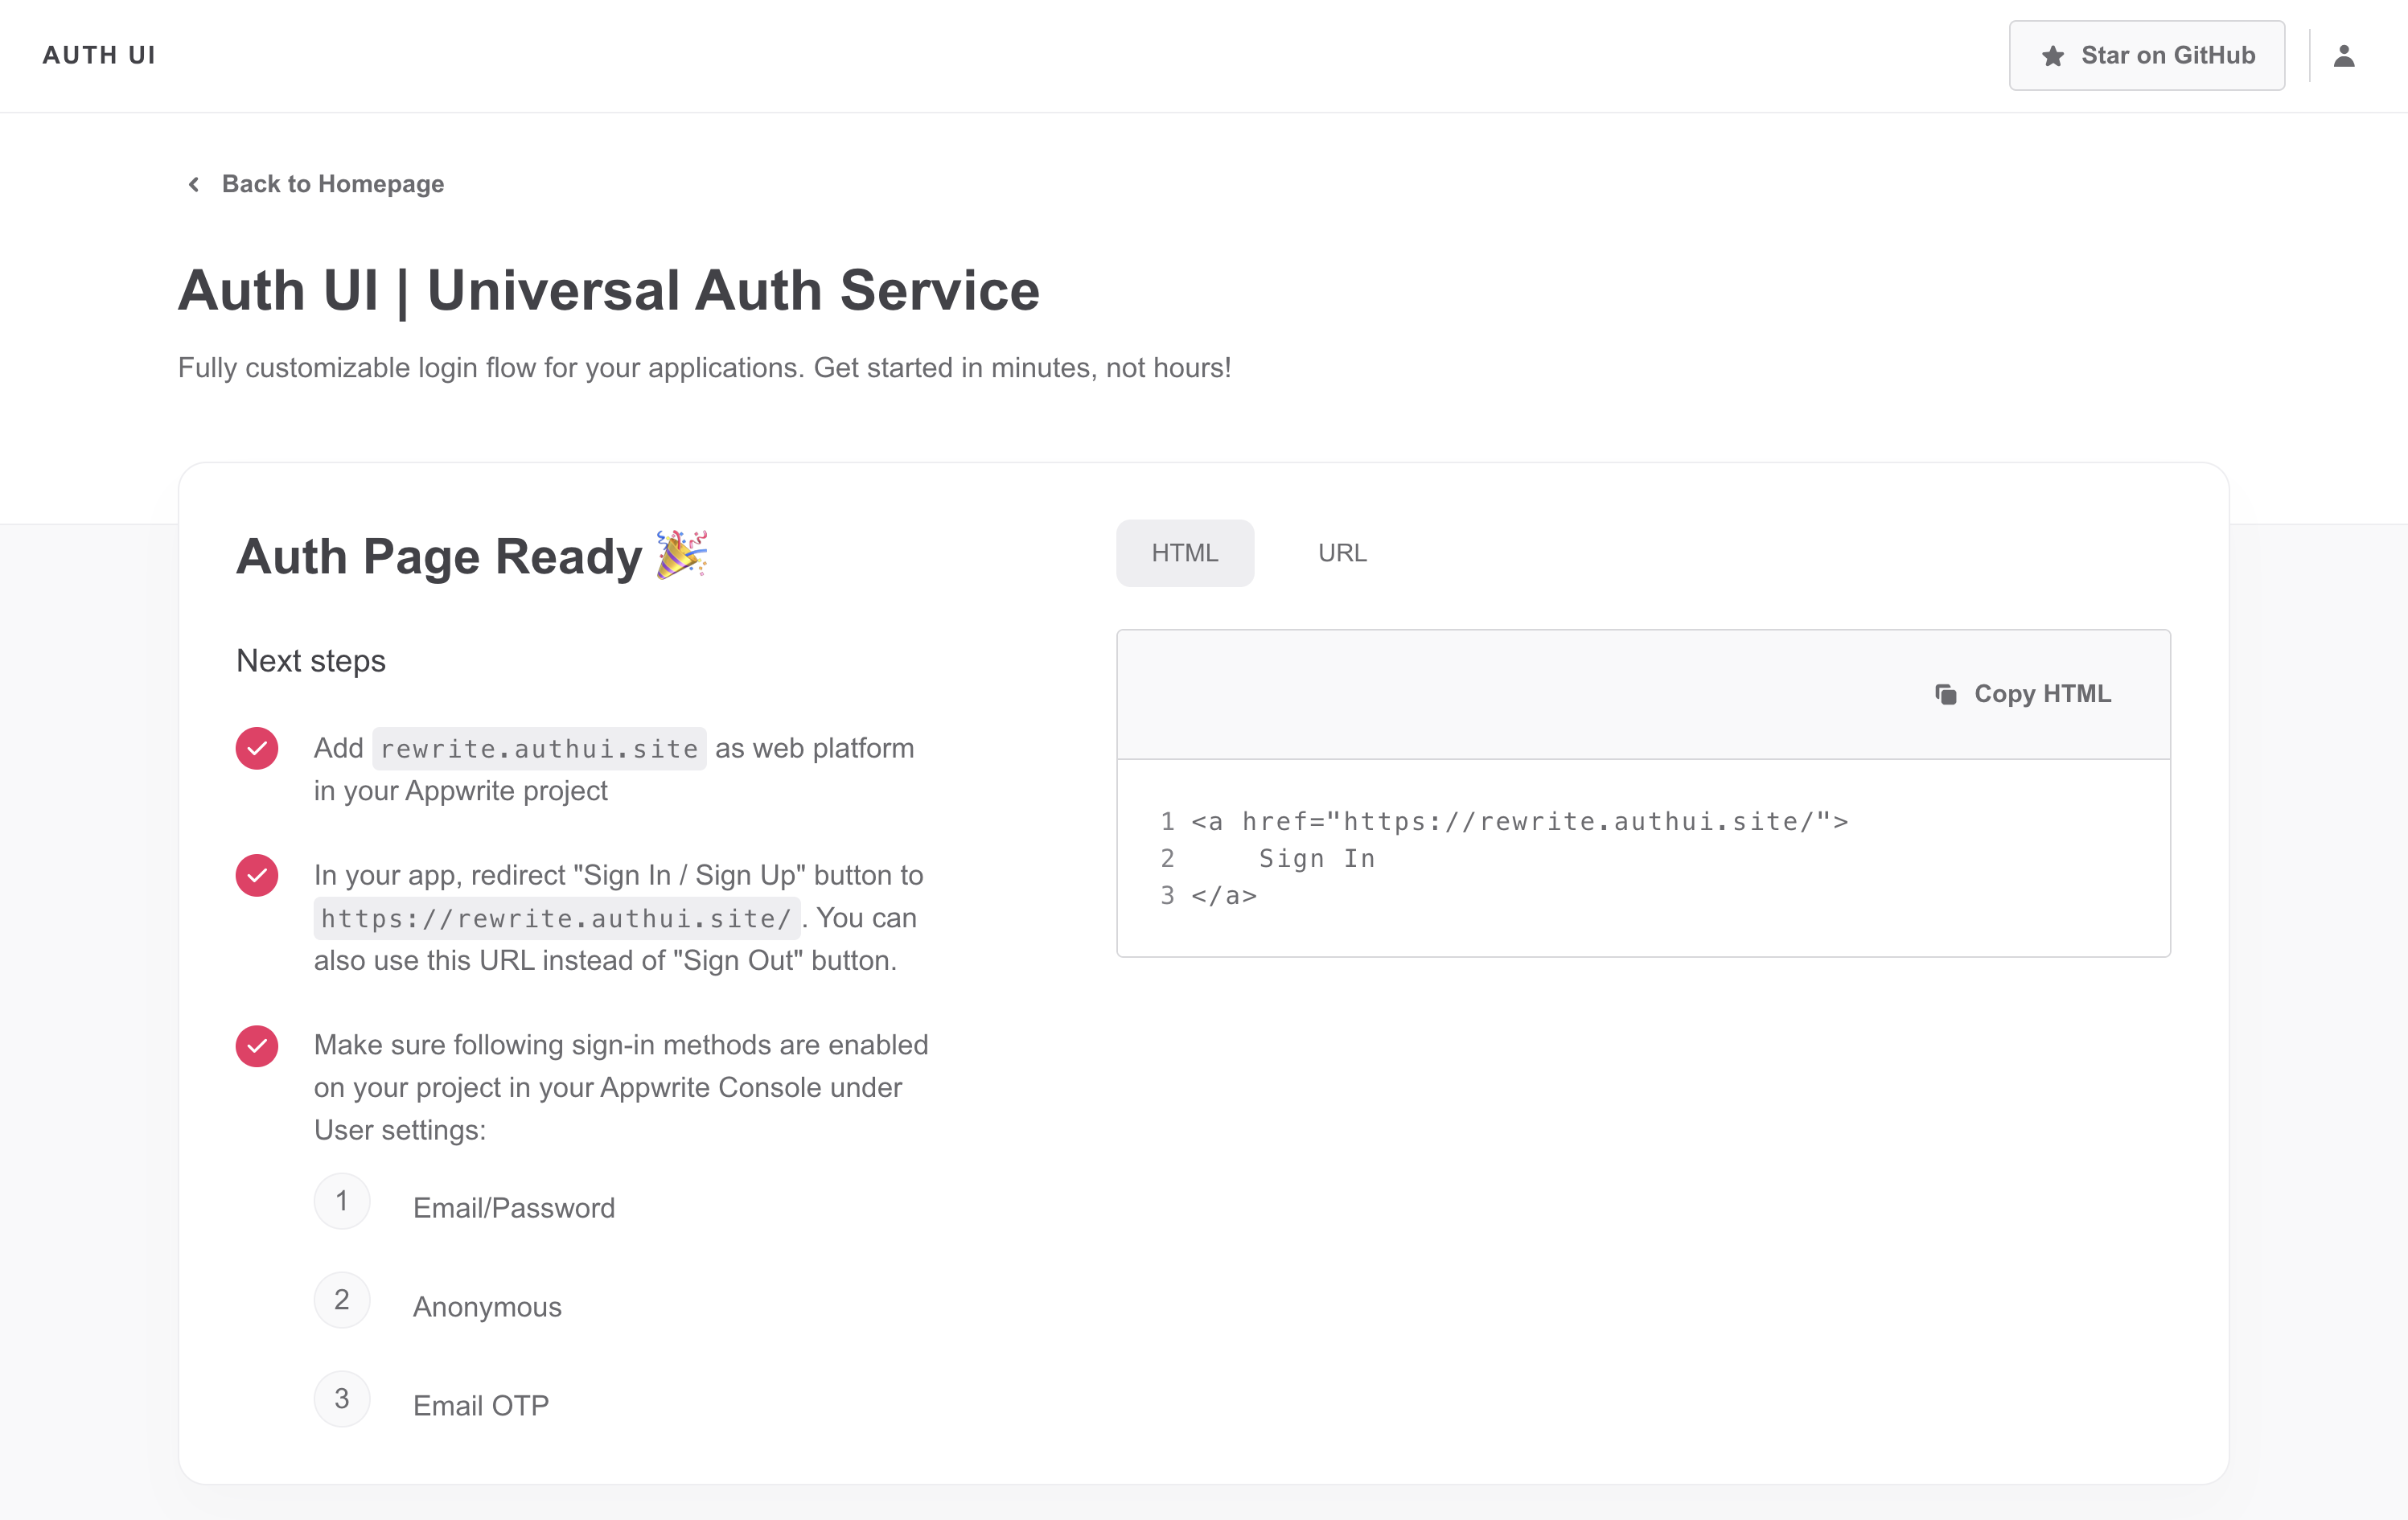 AUTH UI
Star on GitHub
Back to Homepage
Auth UI | Universal Auth Service
Fully customizable login flow for your applications. Get started in minutes, not hours!
Auth Page Ready 🎉
Next steps
Add rewrite.authui.site as web platform
in your Appwrite project
In your app, redirect "Sign In / Sign Up" button to
https://rewrite.authui.site/. You can
also use this URL instead of "Sign Out" button.
Make sure following sign-in methods are enabled
on your project in your Appwrite Console under
User settings:
1 Email/Password
2 Anonymous
3 Email OTP
HTML URL
Copy HTML
1 <a href="https://rewrite.authui.site/">
2     Sign In
3 </a>